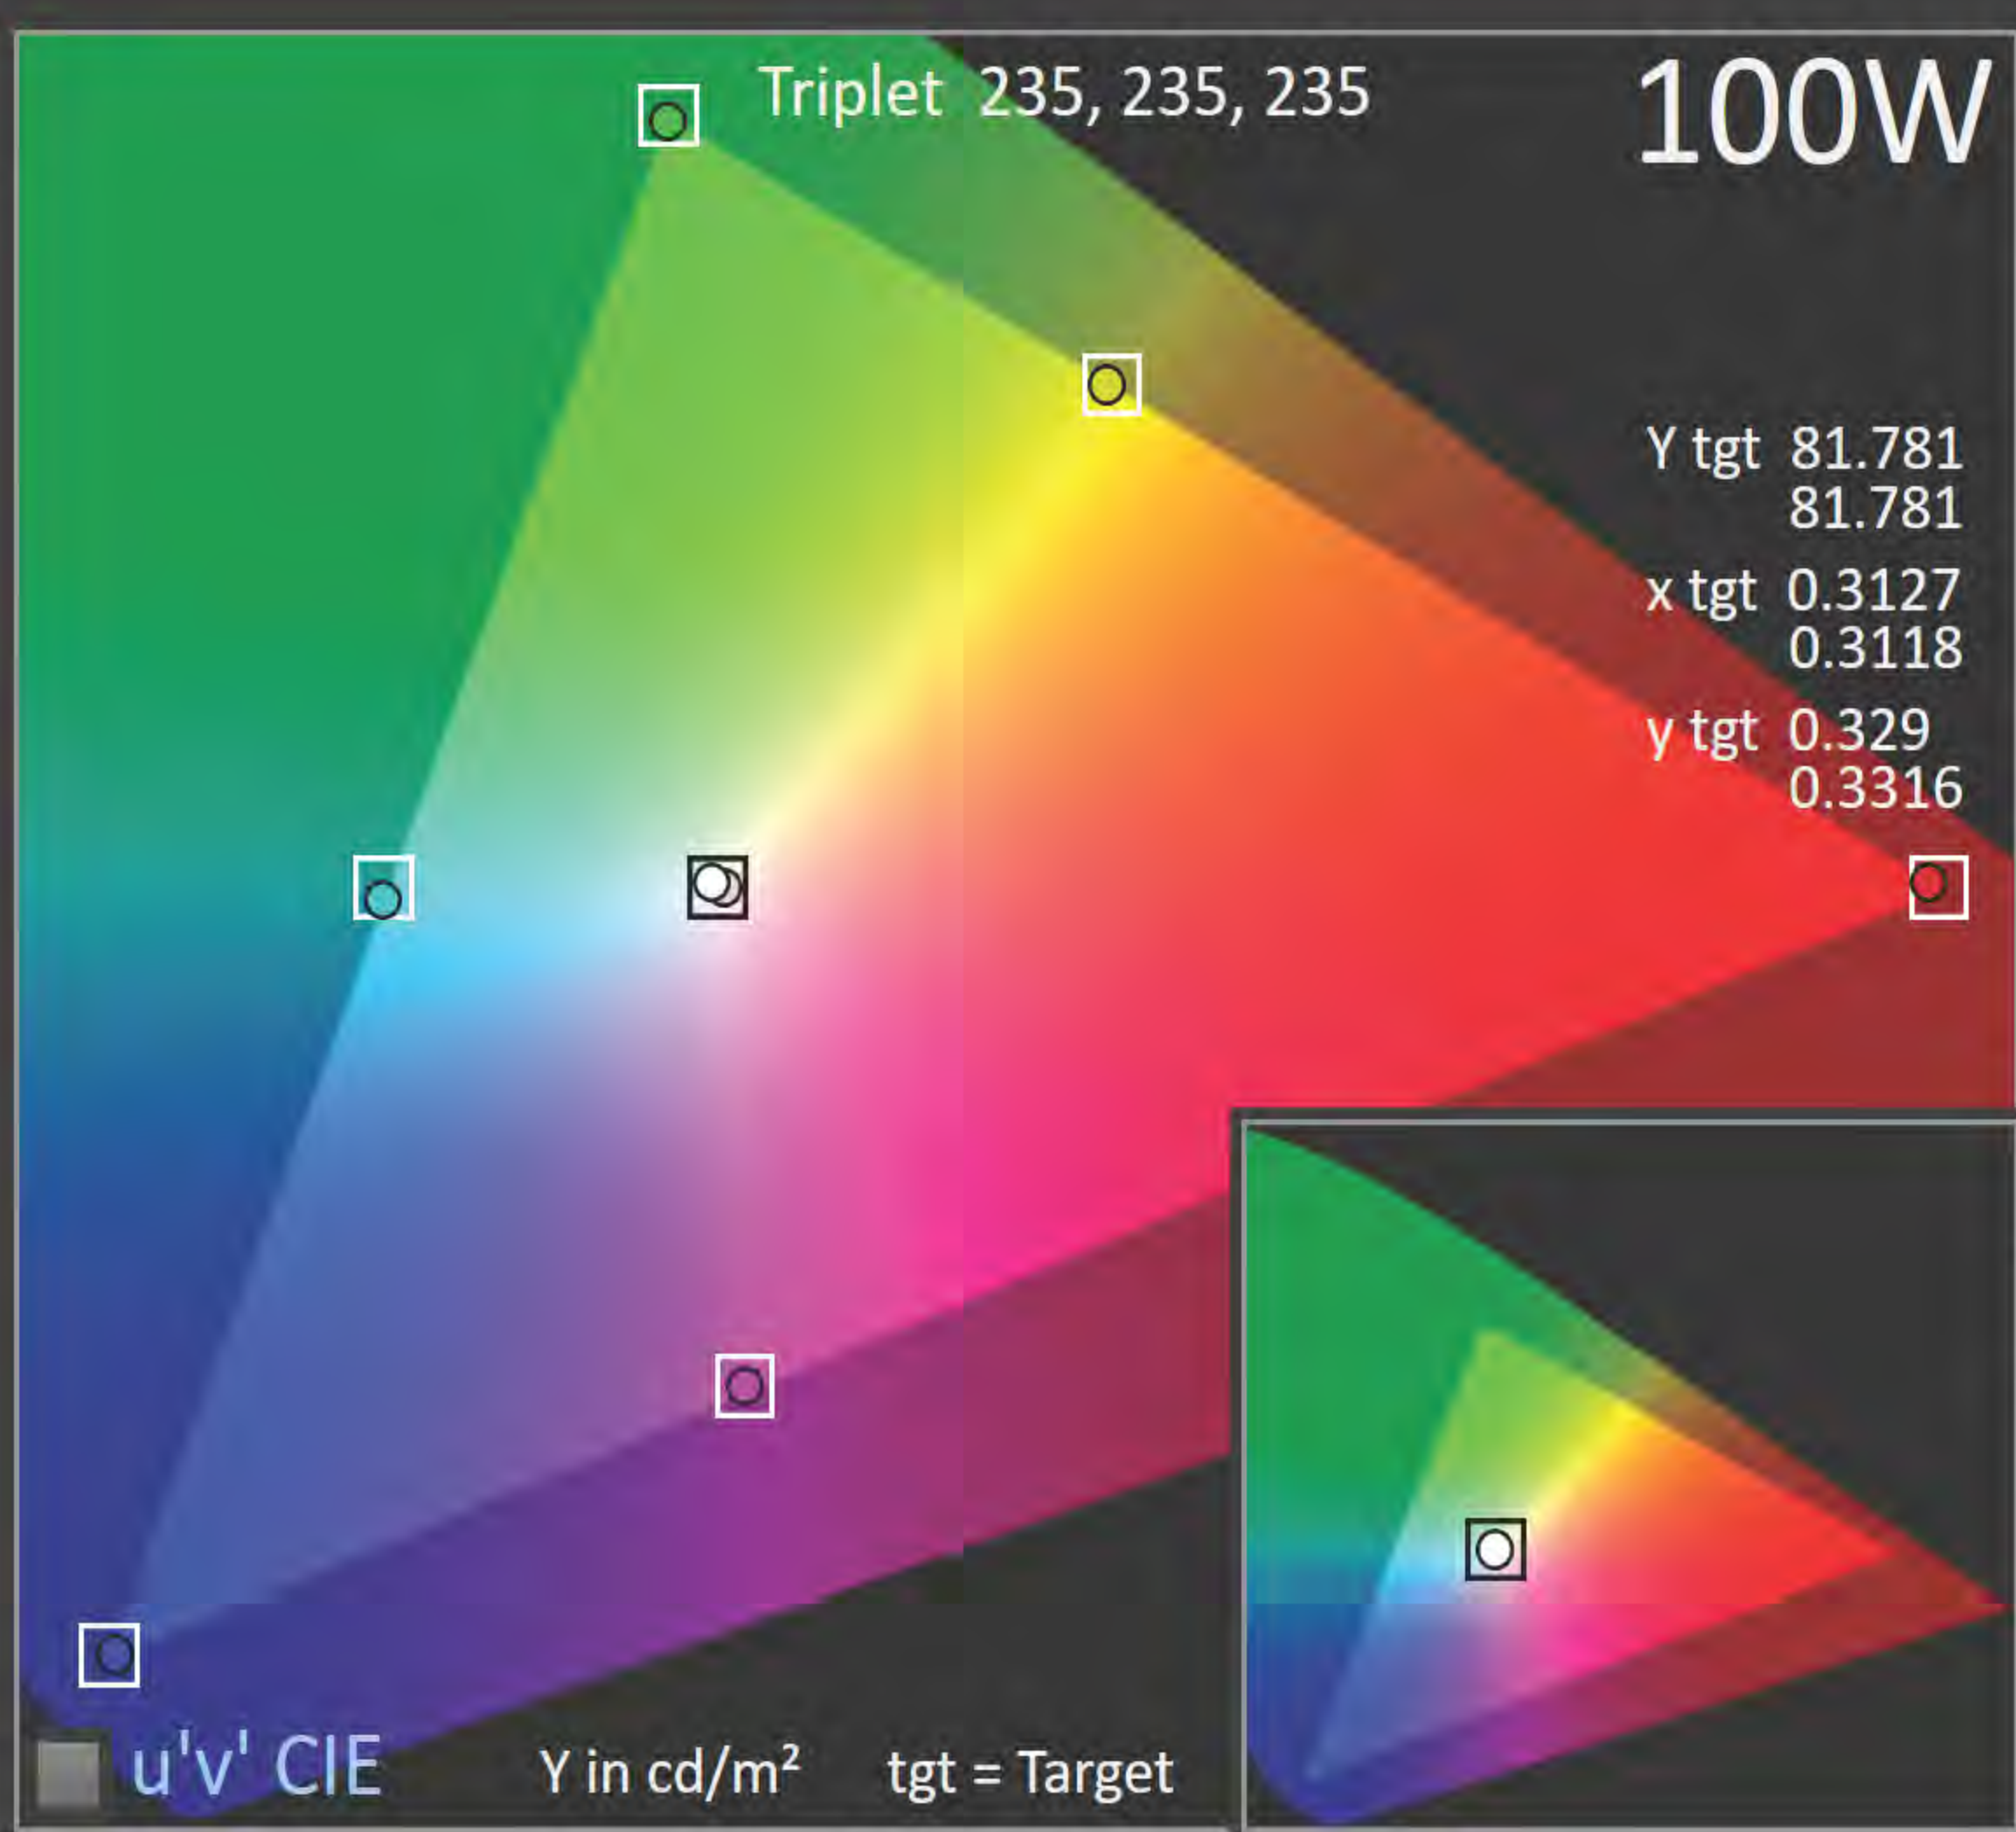 Triplet 235, 235, 235
100W
Y tgt 81.781
81.781
x tgt 0.3127
0.3118
y tgt 0.329
0.3316
u'v' CIE
Y in cd/m²
tgt = Target